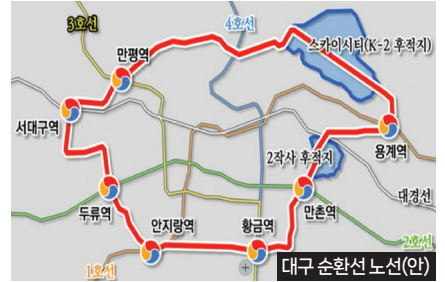 3호선
4호선
만평역
스카이시티(K-2 후적지)
서대구역
2작사 후적지
용계역
대경선
두류역
안지랑역
황금역
만촌역
2호선
1호선
대구 순환선 노선(안)